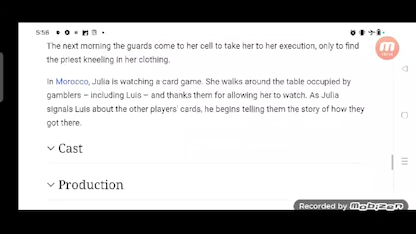 5:56
The next morning the guards come to her cell to take her to her execution, only to find
the priest kneeling in her clothing.
In Morocco, Julia is watching a card game. She walks around the table occupied by
gamblers – including Luis – and thanks them for allowing her to watch. As Julia
signals Luis about the other players' cards, he begins telling them the story of how they
got there.
Cast
Production
Recorded by Mobizen